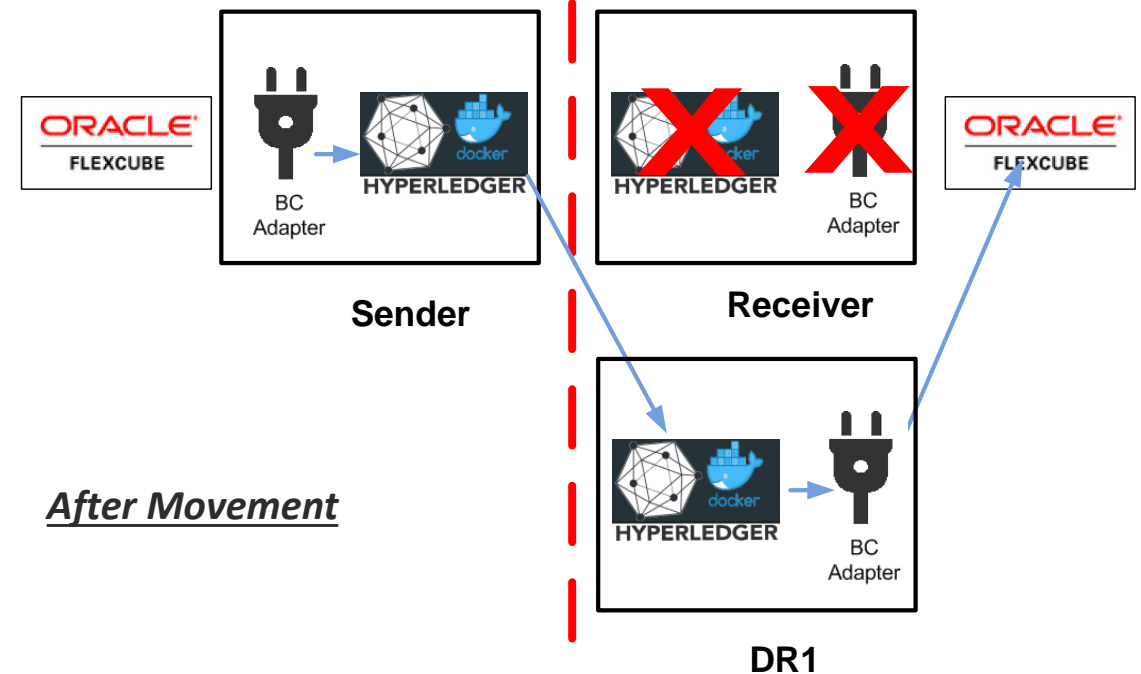 ORACLE
FLEXCUBE
BC
Adapter
docker
HYPERLEDGER
Sender
docker
HYPERLEDGER
BC
Adapter
Receiver
ORACLE
FLEXCUBE
After Movement
docker
HYPERLEDGER
BC
Adapter
DR1